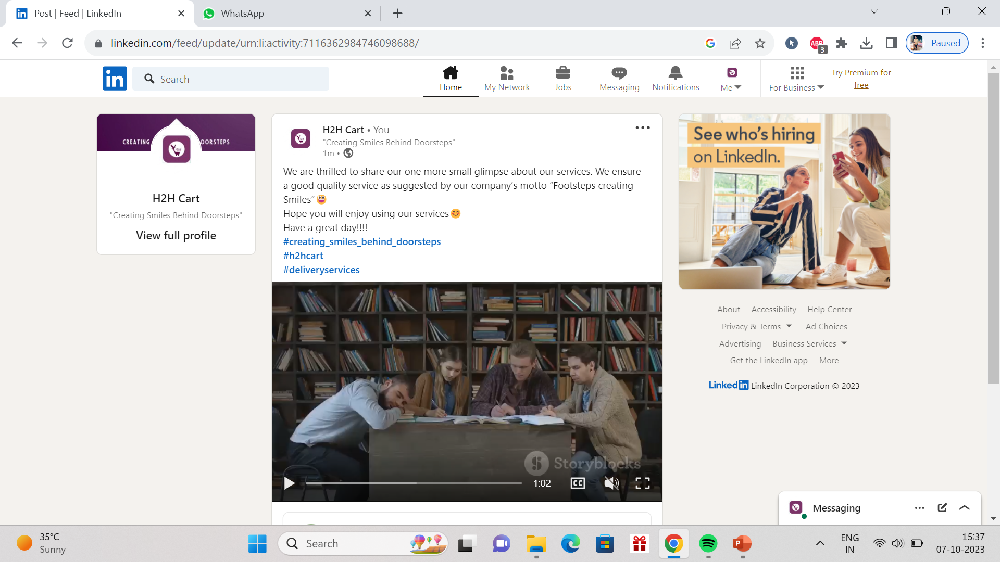 Post | Feed | LinkedIn
WhatsApp
linkedin.com/feed/update/urn:li:activity:7116362984746098688/
ABP
3
Paused
in
Search
Home
My Network
Jobs
Messaging
Notifications
Me
For Business
Try Premium for
free
CREATING
DOORSTEPS
H2H Cart
"Creating Smiles Behind Doorsteps"
View full profile
H2H Cart • You
"Creating Smiles Behind Doorsteps"
1m •
We are thrilled to share our one more small glimpse about our services. We ensure
a good quality service as suggested by our company's motto “Footsteps creating
Smiles”😃
Hope you will enjoy using our services😊
Have a great day!!!!
#creating_smiles_behind_doorsteps
#h2hcart
#deliveryservices
Storyblocks
1:02
CC
See who's hiring
on LinkedIn.
About
Accessibility
Help Center
Privacy & Terms
Ad Choices
Advertising
Business Services
Get the LinkedIn app
More
LinkedIn LinkedIn Corporation © 2023
Messaging
35°C
Sunny
Search
P
ENG
IN
15:37
07-10-2023